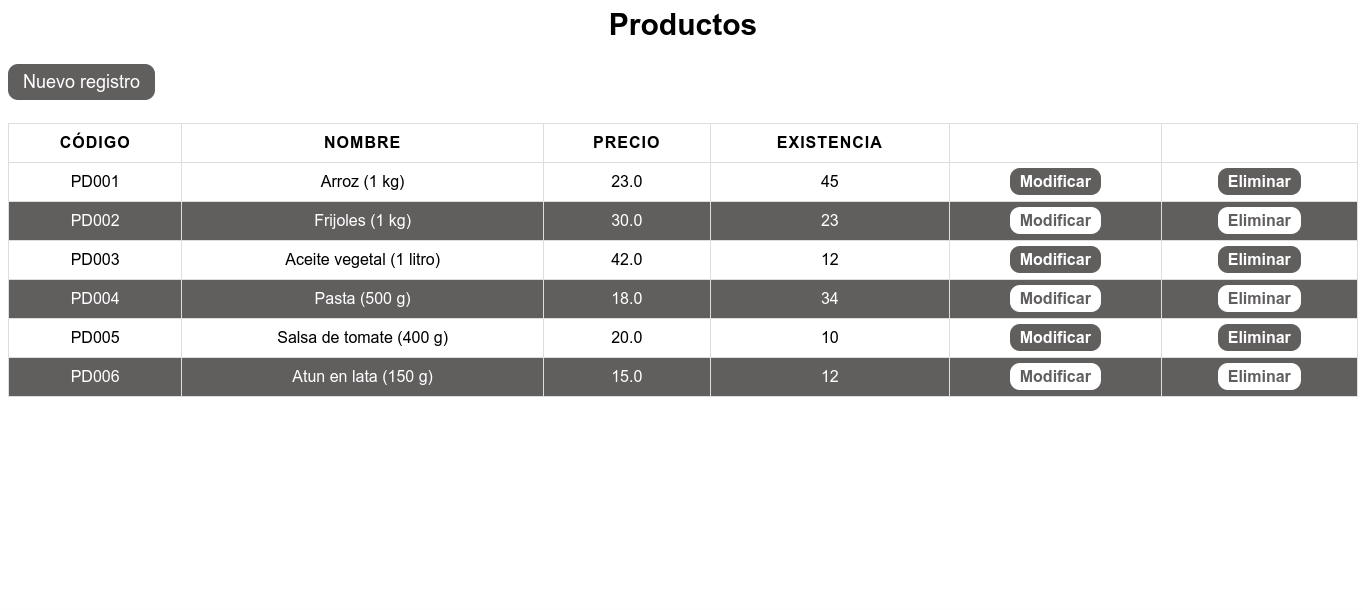 Productos
Nuevo registro
CÓDIGO NOMBRE PRECIO EXISTENCIA
PD001 Arroz (1 kg) 23.0 45 Modificar Eliminar
PD002 Frijoles (1 kg) 30.0 23 Modificar Eliminar
PD003 Aceite vegetal (1 litro) 42.0 12 Modificar Eliminar
PD004 Pasta (500 g) 18.0 34 Modificar Eliminar
PD005 Salsa de tomate (400 g) 20.0 10 Modificar Eliminar
PD006 Atun en lata (150 g) 15.0 12 Modificar Eliminar